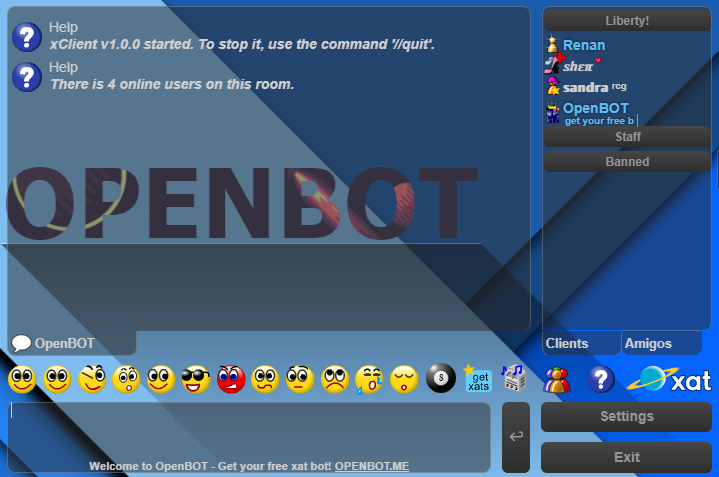 Help
xClient v1.0.0 started. To stop it, use the command '//quit'.
Help
There is 4 online users on this room.
OPENBOT
OpenBOT
Liberty!
Renan
shεπ
sandra rcg
OpenBOT
get your free b
Staff
Banned
Clients
Amigos
8
get
xats
xat
Welcome to OpenBOT - Get your free xat bot! OPENBOT.ME
Settings
Exit